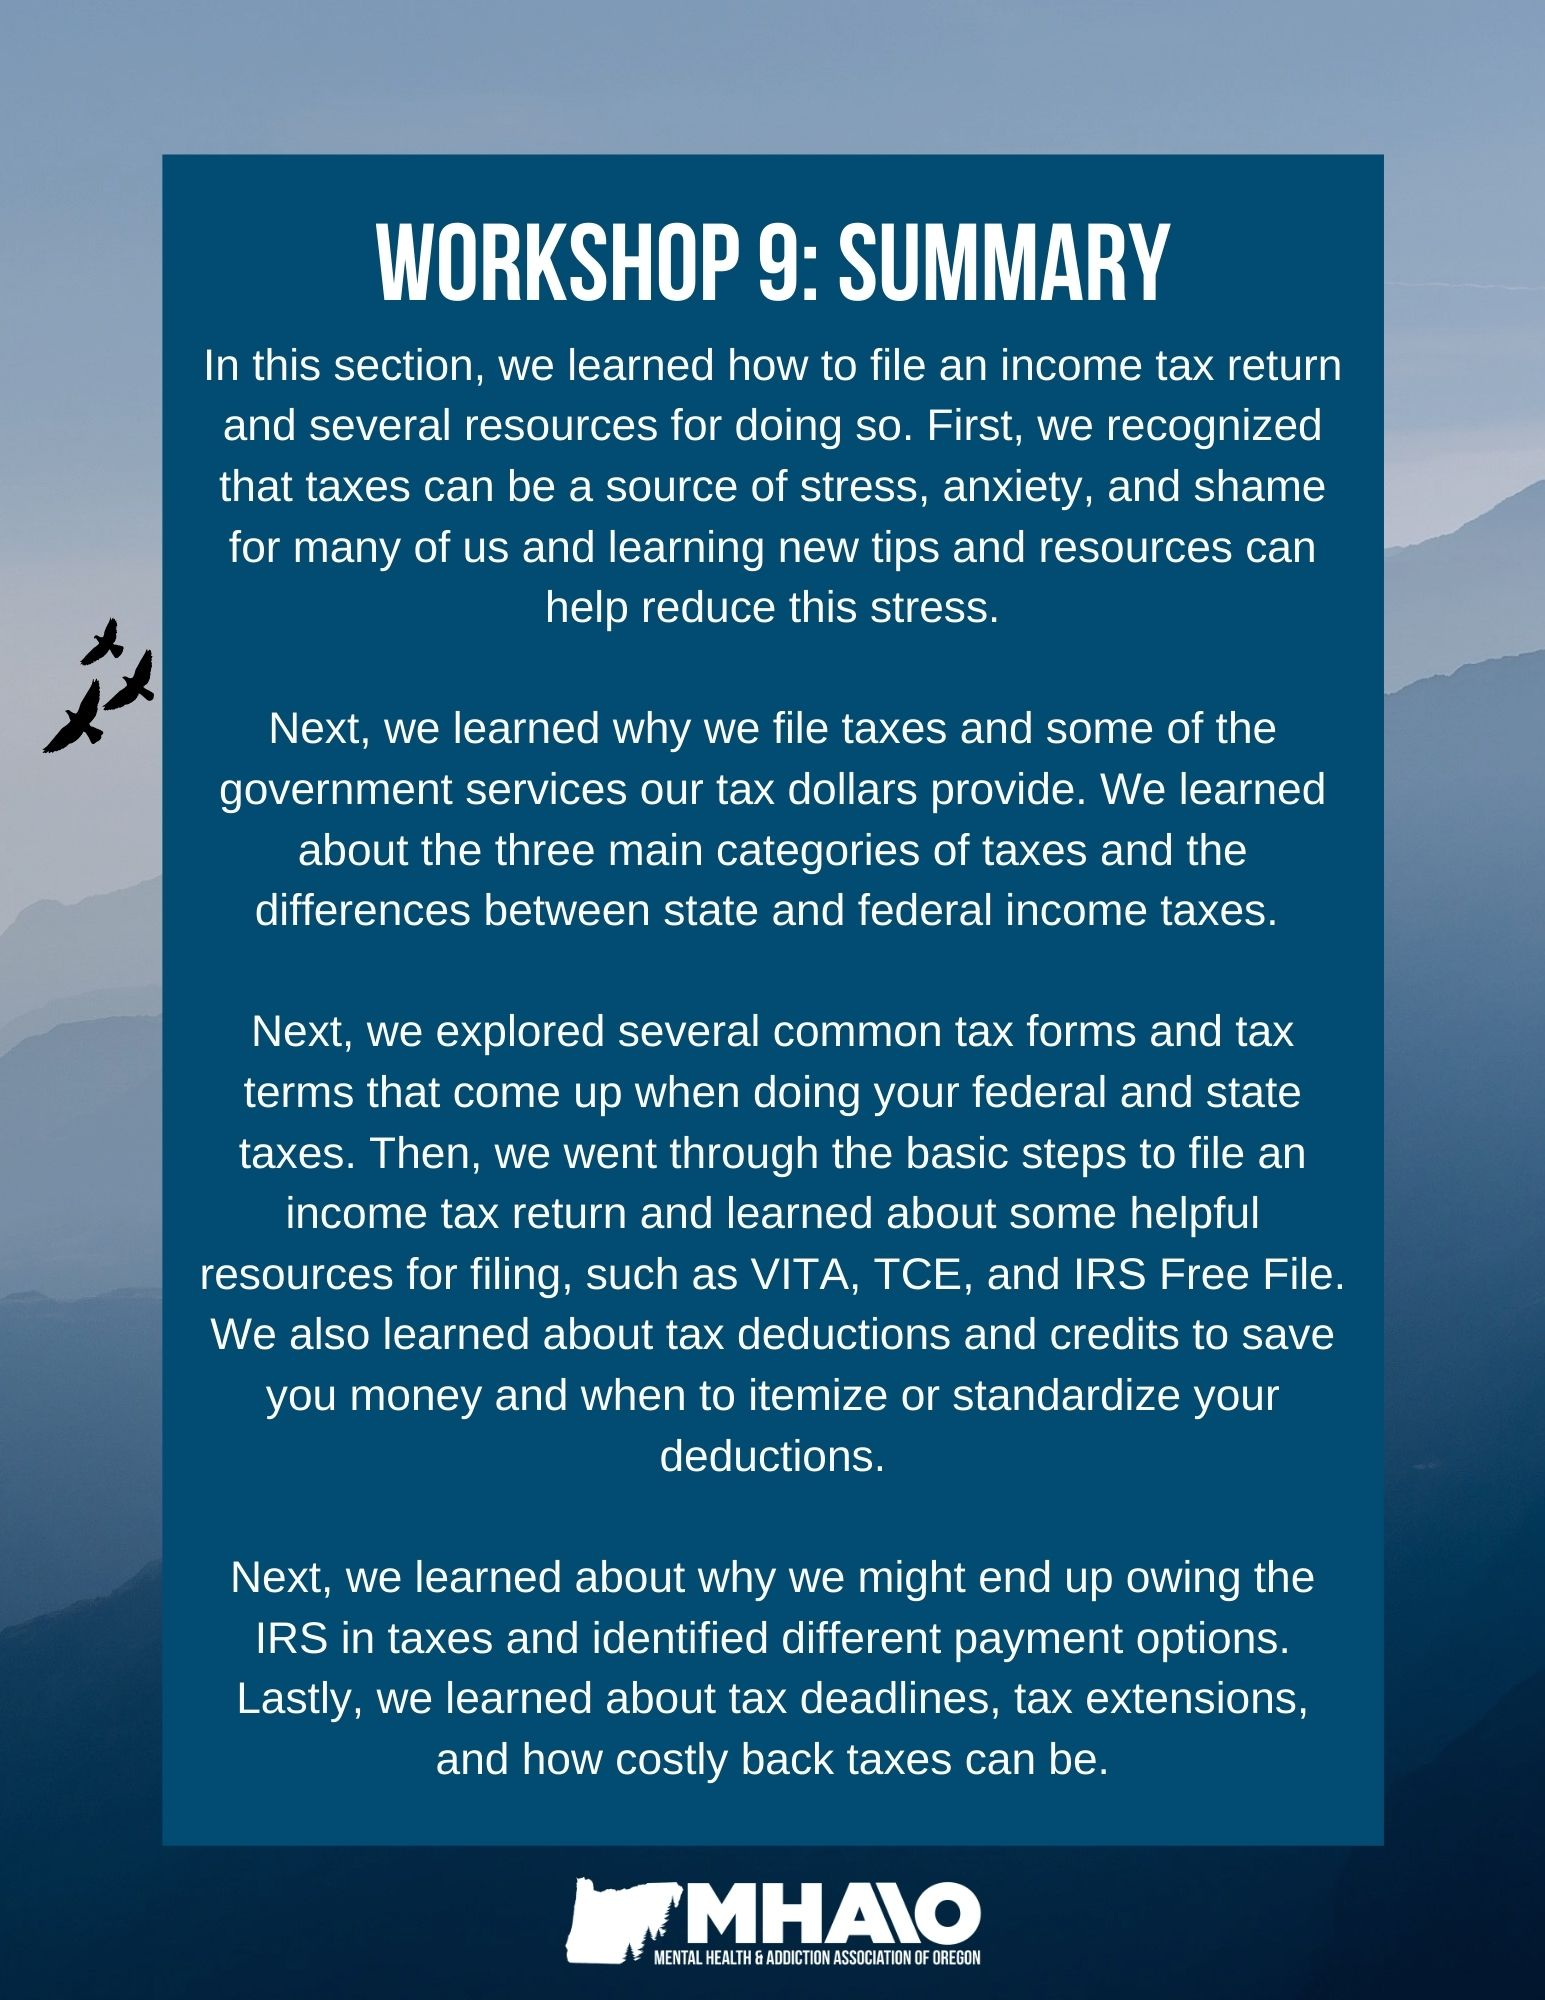 WORKSHOP 9: SUMMARY
In this section, we learned how to file an income tax return
and several resources for doing so. First, we recognized
that taxes can be a source of stress, anxiety, and shame
for many of us and learning new tips and resources can
help reduce this stress.
Next, we learned why we file taxes and some of the
government services our tax dollars provide. We learned
about the three main categories of taxes and the
differences between state and federal income taxes.
Next, we explored several common tax forms and tax
terms that come up when doing your federal and state
taxes. Then, we went through the basic steps to file an
income tax return and learned about some helpful
resources for filing, such as VITA, TCE, and IRS Free File.
We also learned about tax deductions and credits to save
you money and when to itemize or standardize your
deductions.
Next, we learned about why we might end up owing the
IRS in taxes and identified different payment options.
Lastly, we learned about tax deadlines, tax extensions,
and how costly back taxes can be.
MHAAO
MENTAL HEALTH & ADDICTION ASSOCIATION OF OREGON